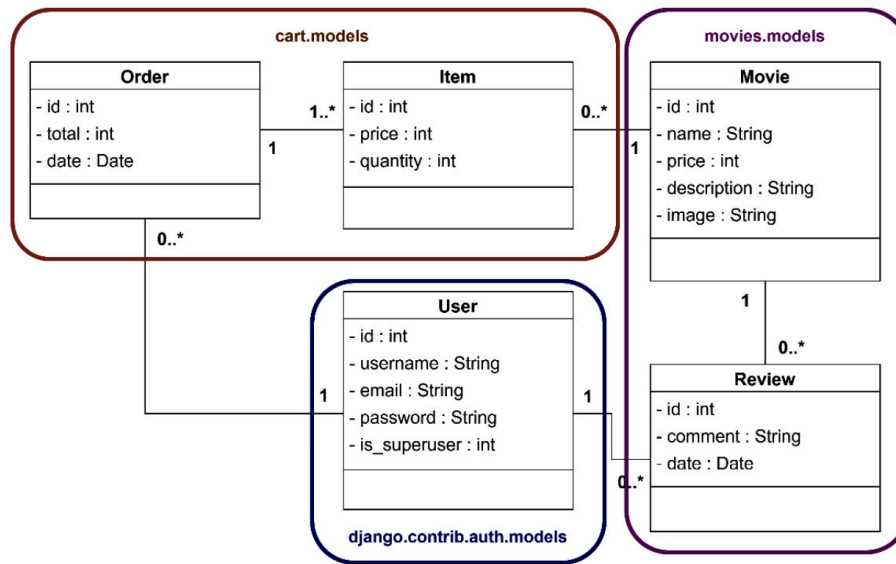 cart.models
movies.models
Order
- id : int
- total : int
- date : Date
1
1..*
Item
- id : int
- price : int
- quantity : int
0..*
1
Movie
- id : int
- name : String
- price : int
- description : String
- image : String
0..*
1
User
- id : int
- username : String
- email : String
- password : String
- is_superuser : int
1
1
0..*
0..*
Review
- id : int
- comment : String
- date : Date
django.contrib.auth.models